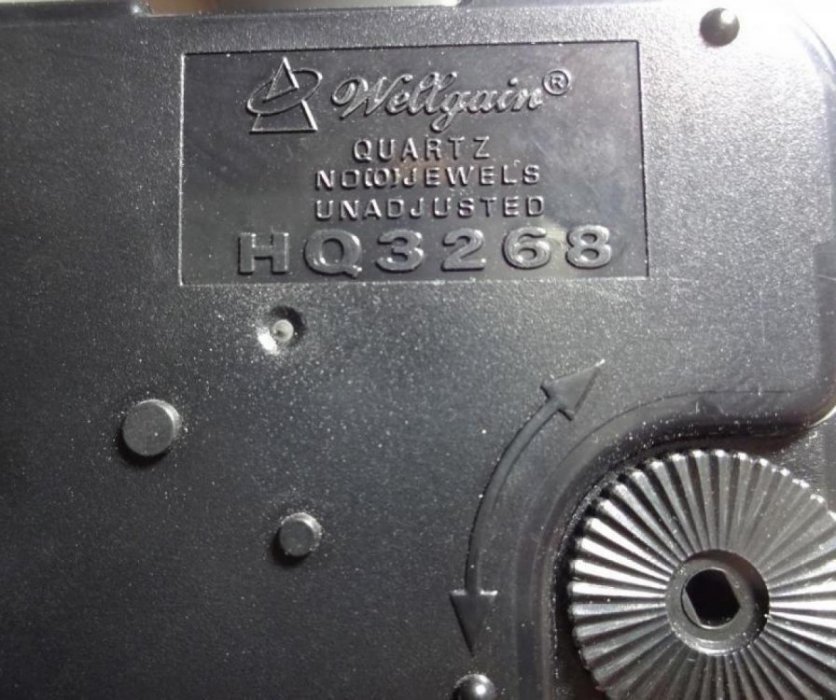 Wellgain®
QUARTZ
NO(0)JEWELS
UNADJUSTED
HQ3268